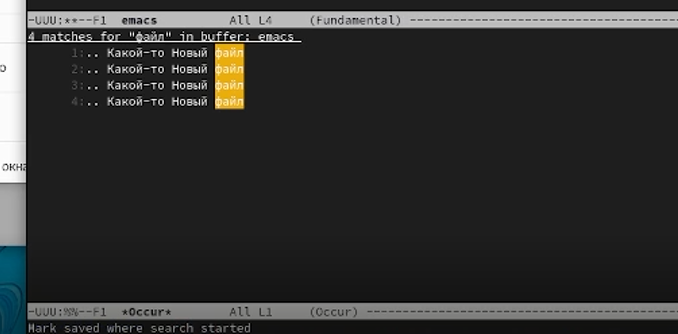 -UUU:**--F1 emacs All L4 (Fundamental)
4 matches for "файл" in buffer: emacs
1:.. Какой-то Новый файл
2:.. Какой-то Новый файл
3:.. Какой-то Новый файл
4:.. Какой-то Новый файл
окна
-UUU:%%--F1 *Occur* All L1 (Occur)
Mark saved where search started